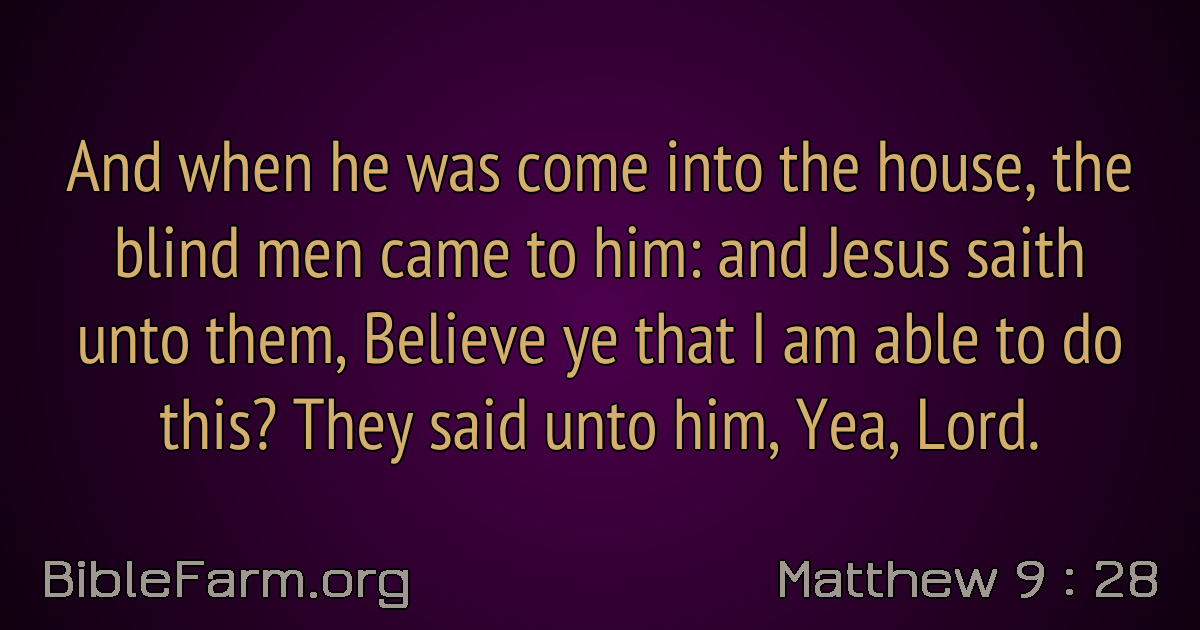 And when he was come into the house, the
blind men came to him: and Jesus saith
unto them, Believe ye that I am able to do
this? They said unto him, Yea, Lord.
BibleFarm.org
Matthew 9 : 28